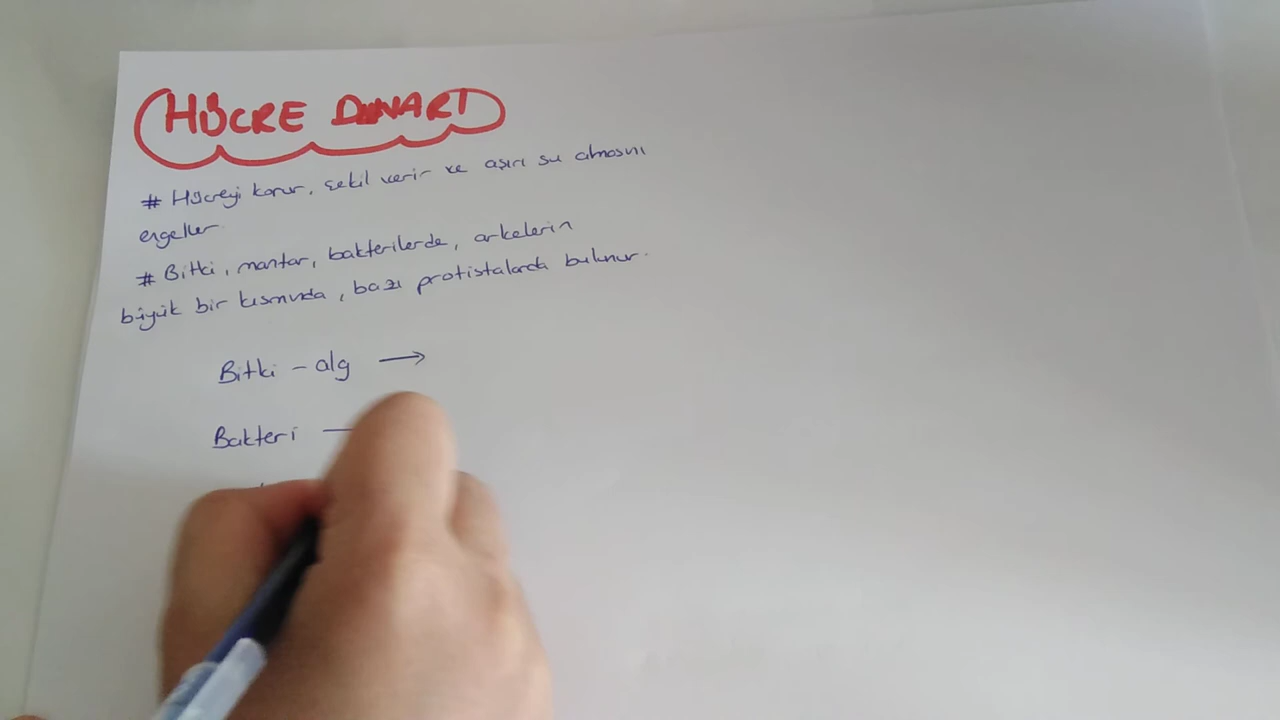 HÜCRE DUVARI
# Hücreyi korur, şekil verir ve aşırı su almasını
engeller
# Bitki, mantar, bakterilerde, arkelerin
büyük bir kısmında, bazı protistalarda bulunur.
Bitki - alg →
Bakteri —